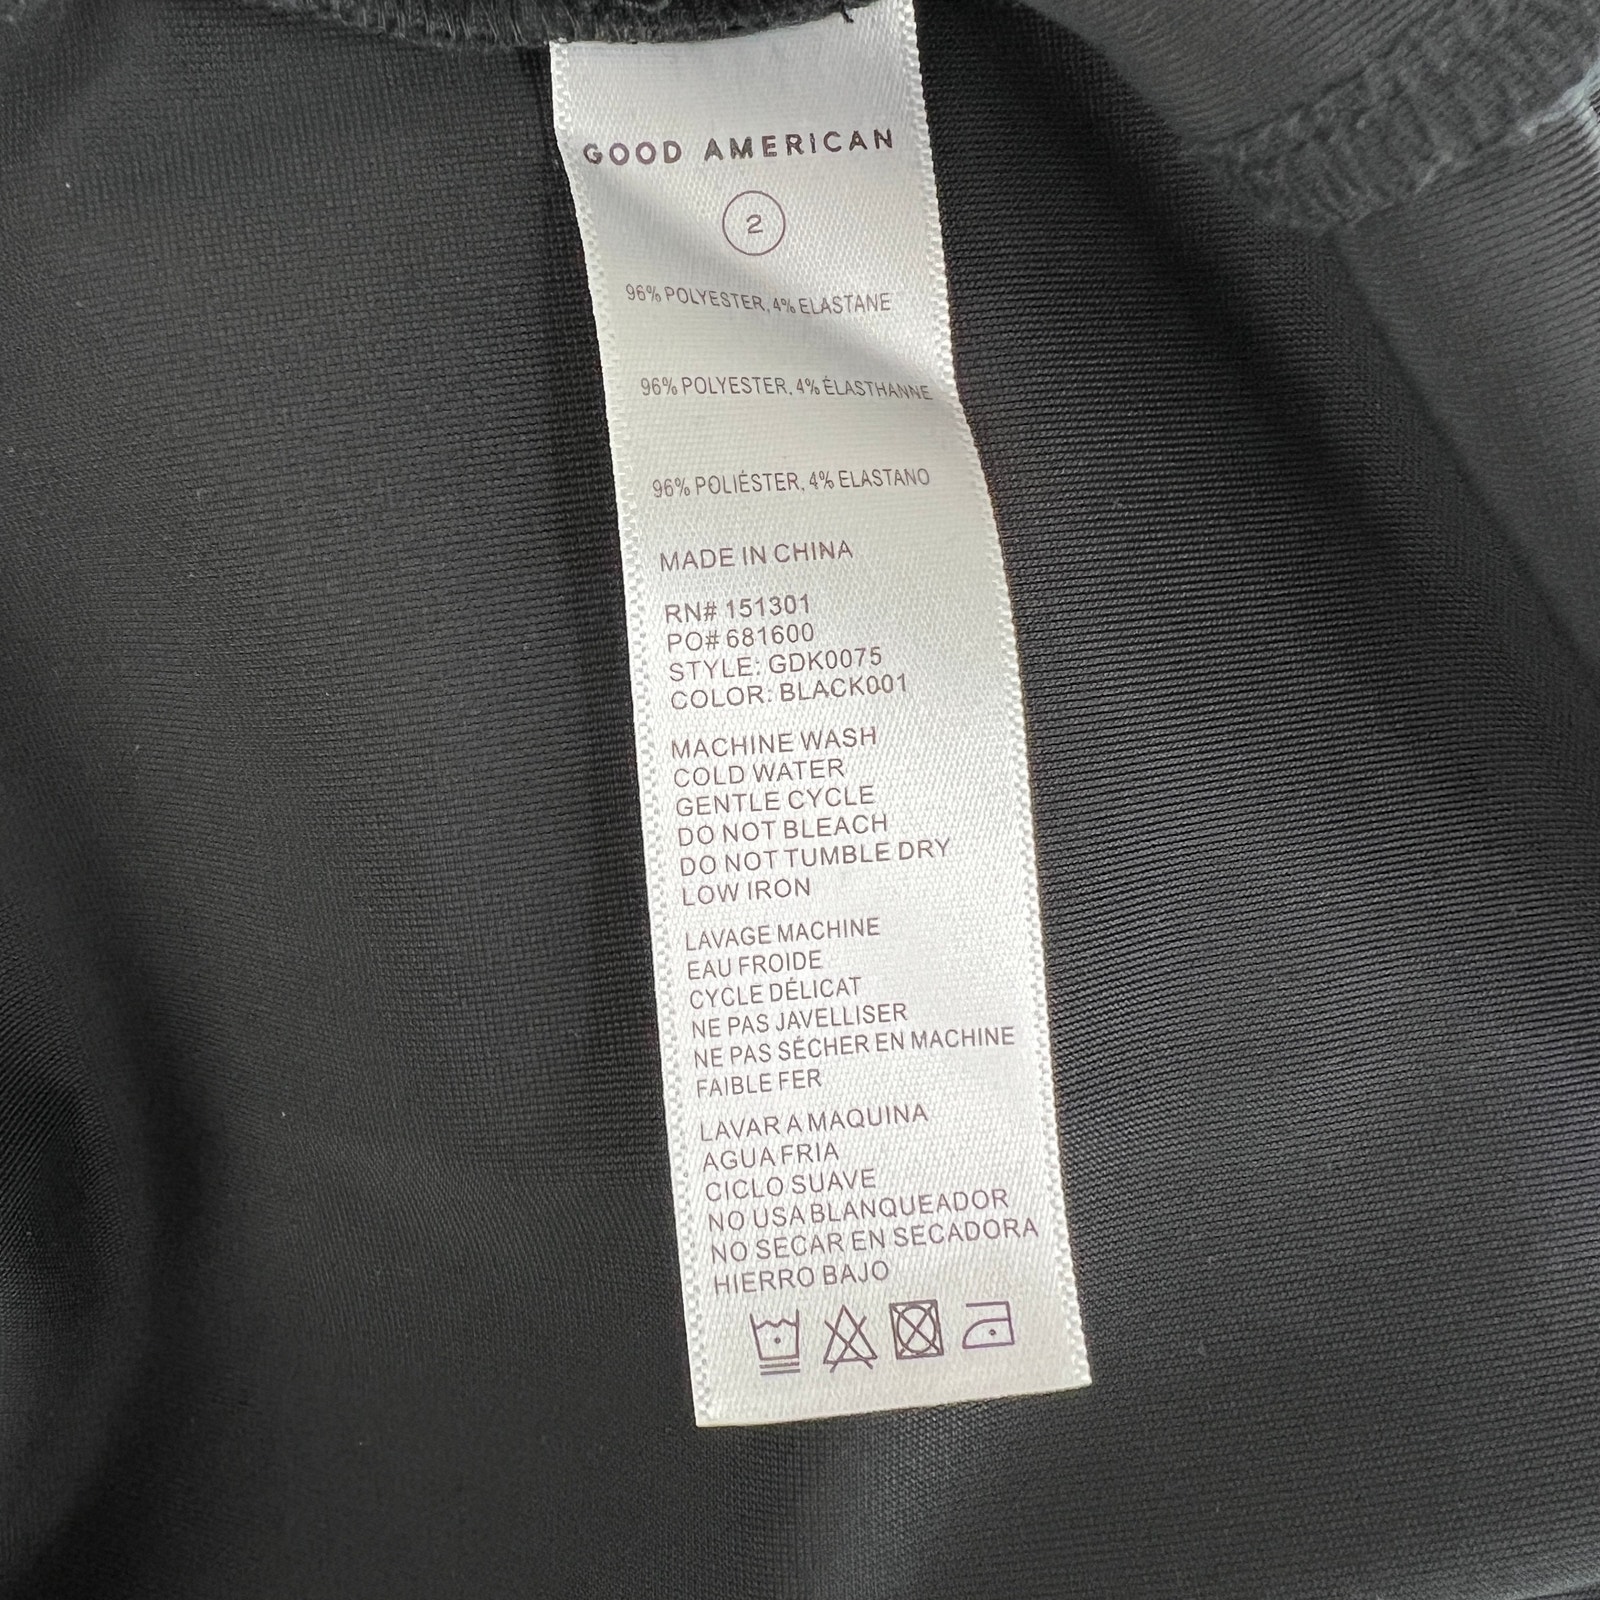 GOOD AMERICAN
2
96% POLYESTER, 4% ELASTANE
96% POLYESTER, 4% ÉLASTHANNE
96% POLIÉSTER, 4% ELASTANO
MADE IN CHINA
RN# 151301
PO# 681600
STYLE: GDK0075
COLOR: BLACK001
MACHINE WASH
COLD WATER
GENTLE CYCLE
DO NOT BLEACH
DO NOT TUMBLE DRY
LOW IRON
LAVAGE MACHINE
EAU FROIDE
CYCLE DÉLICAT
NE PAS JAVELLISER
NE PAS SÉCHER EN MACHINE
FAIBLE FER
LAVAR A MAQUINA
AGUA FRIA
CICLO SUAVE
NO USA BLANQUEADOR
NO SECAR EN SECADORA
HIERRO BAJO